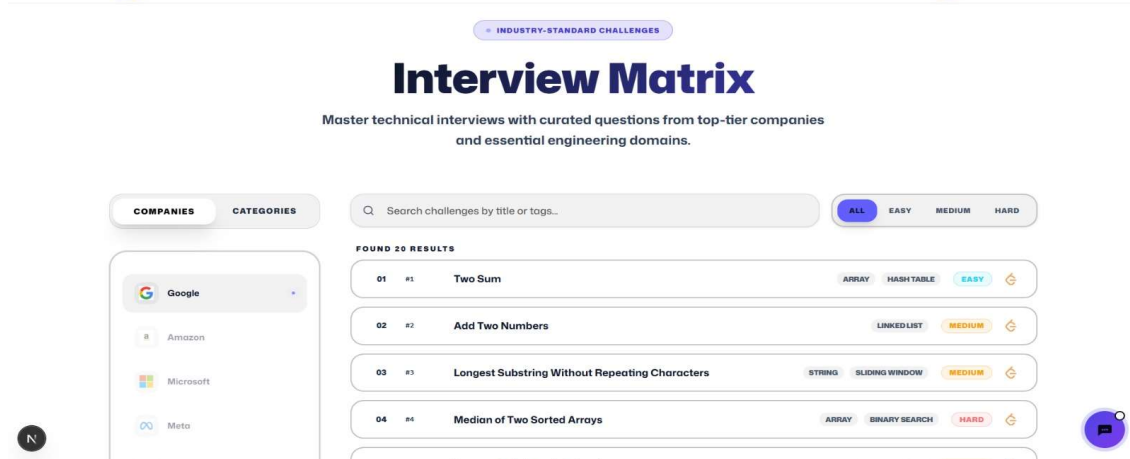 INDUSTRY-STANDARD CHALLENGES
Interview Matrix
Master technical interviews with curated questions from top-tier companies
and essential engineering domains.
COMPANIES CATEGORIES
Search challenges by title or tags...
ALL EASY MEDIUM HARD
FOUND 20 RESULTS
Google
Amazon
Microsoft
Meta
01 #1 Two Sum ARRAY HASH TABLE EASY
02 #2 Add Two Numbers LINKED LIST MEDIUM
03 #3 Longest Substring Without Repeating Characters STRING SLIDING WINDOW MEDIUM
04 #4 Median of Two Sorted Arrays ARRAY BINARY SEARCH HARD
N